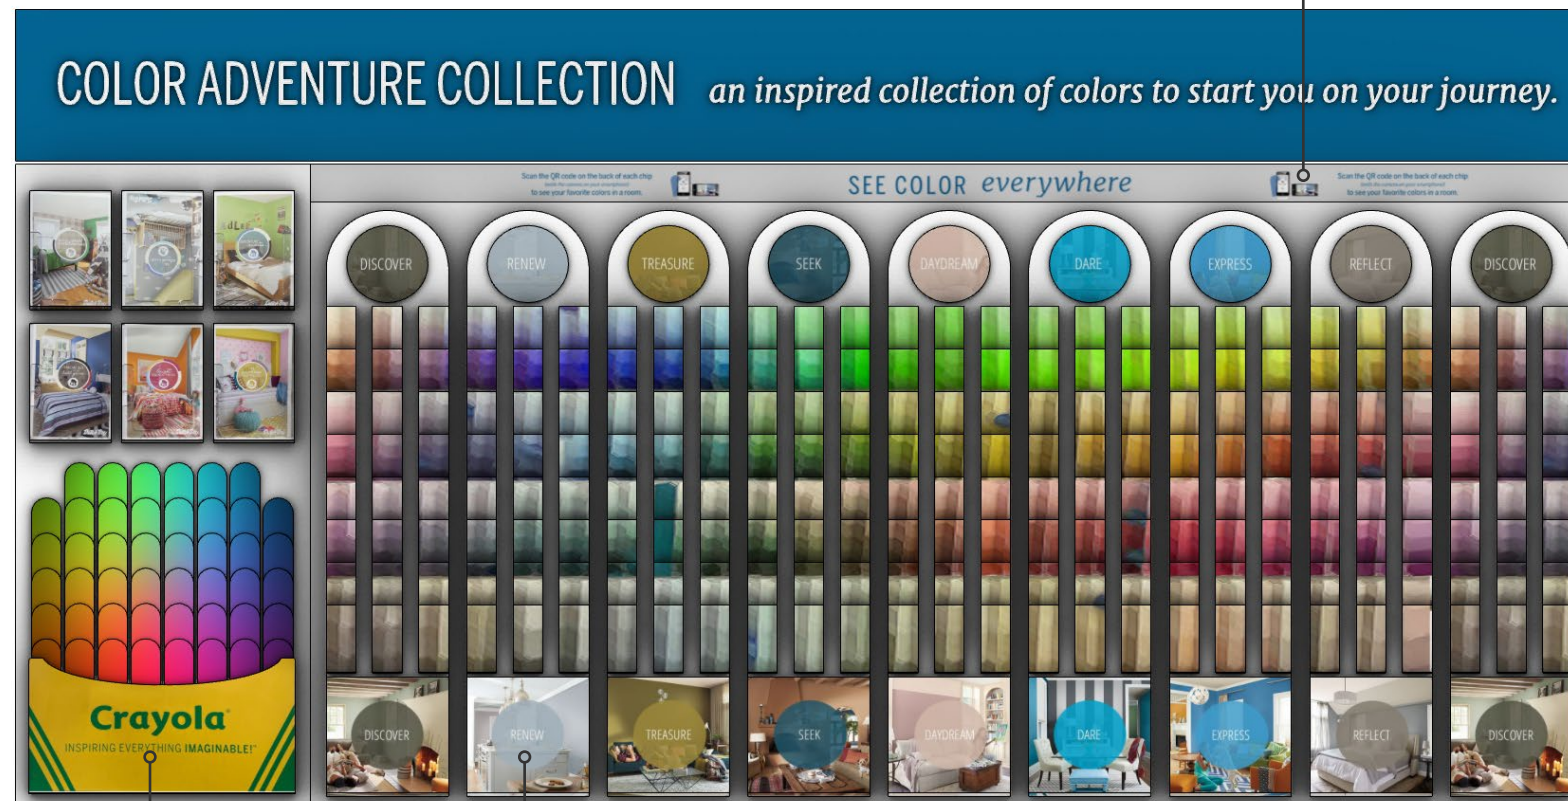 COLOR ADVENTURE COLLECTION an inspired collection of colors to start you on your journey.
Scan the QR code on the back of each chip
to see your favorite colors in a room.
SEE COLOR everywhere
Scan the QR code on the back of each chip
to see your favorite colors in a room.
DISCOVER RENEW TREASURE SEEK DAYDREAM DARE EXPRESS REFLECT DISCOVER
Crayola
INSPIRING EVERYTHING IMAGINABLE!™
DISCOVER RENEW TREASURE SEEK DAYDREAM DARE EXPRESS REFLECT DISCOVER